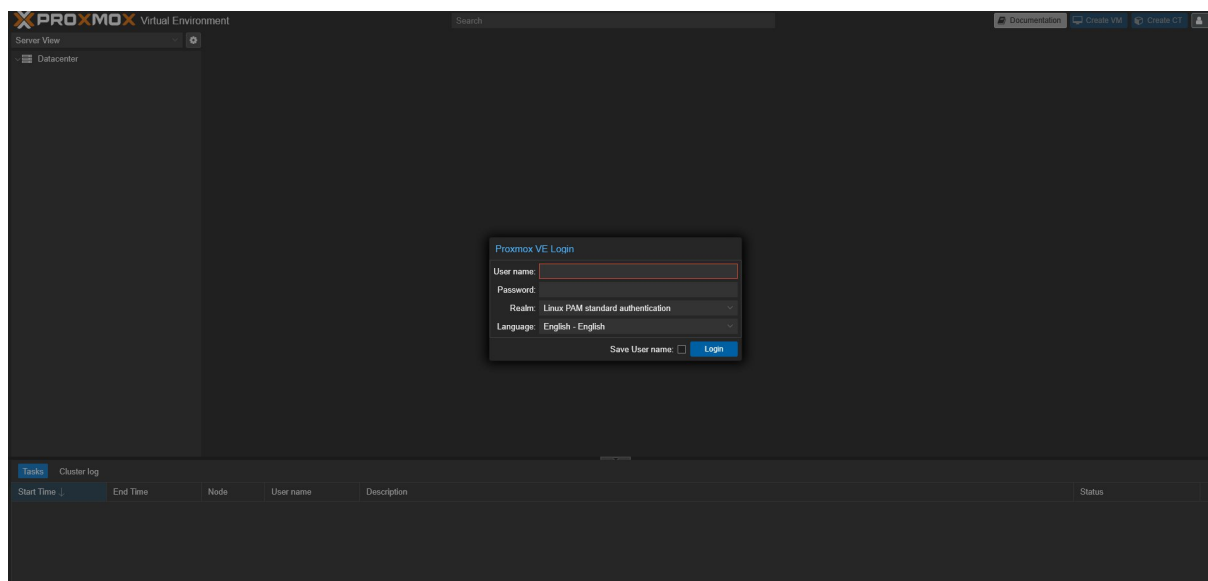 PROXMOX Virtual Environment
Search
Documentation
Create VM
Create CT
Server View
Datacenter
Proxmox VE Login
User name:
Password:
Realm: Linux PAM standard authentication
Language: English - English
Save User name:
Login
Tasks
Cluster log
Start Time ↓ End Time Node User name Description Status